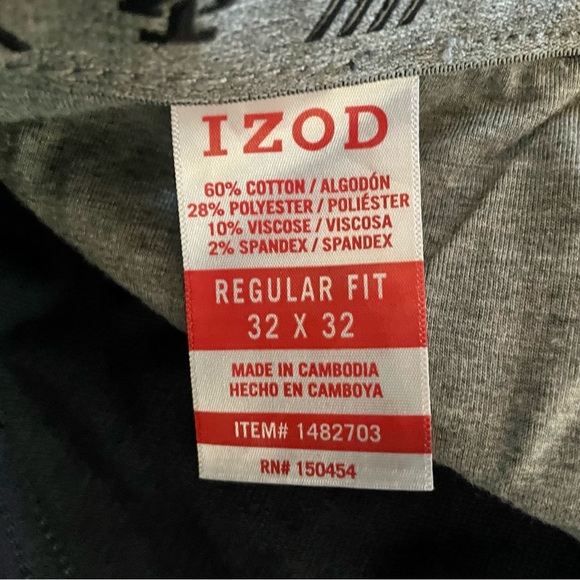 IZOD
60% COTTON / ALGODÓN
28% POLYESTER / POLIÉSTER
10% VISCOSE / VISCOSA
2% SPANDEX / SPANDEX
REGULAR FIT
32 X 32
MADE IN CAMBODIA
HECHO EN CAMBOYA
ITEM# 1482703
RN# 150454